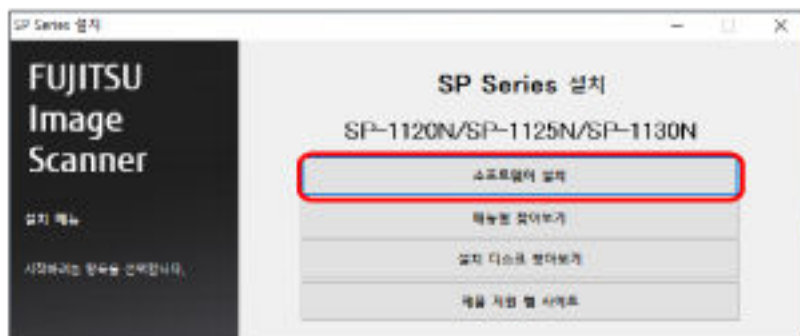 SP Series 설치
FUJITSU
Image
Scanner
설치 메뉴
시작하려는 항목을 선택합니다.
SP Series 설치
SP-1120N/SP-1125N/SP-1130N
소프트웨어 설치
매뉴얼 찾아보기
설치 디스크 찾아보기
제품 지원 웹 사이트